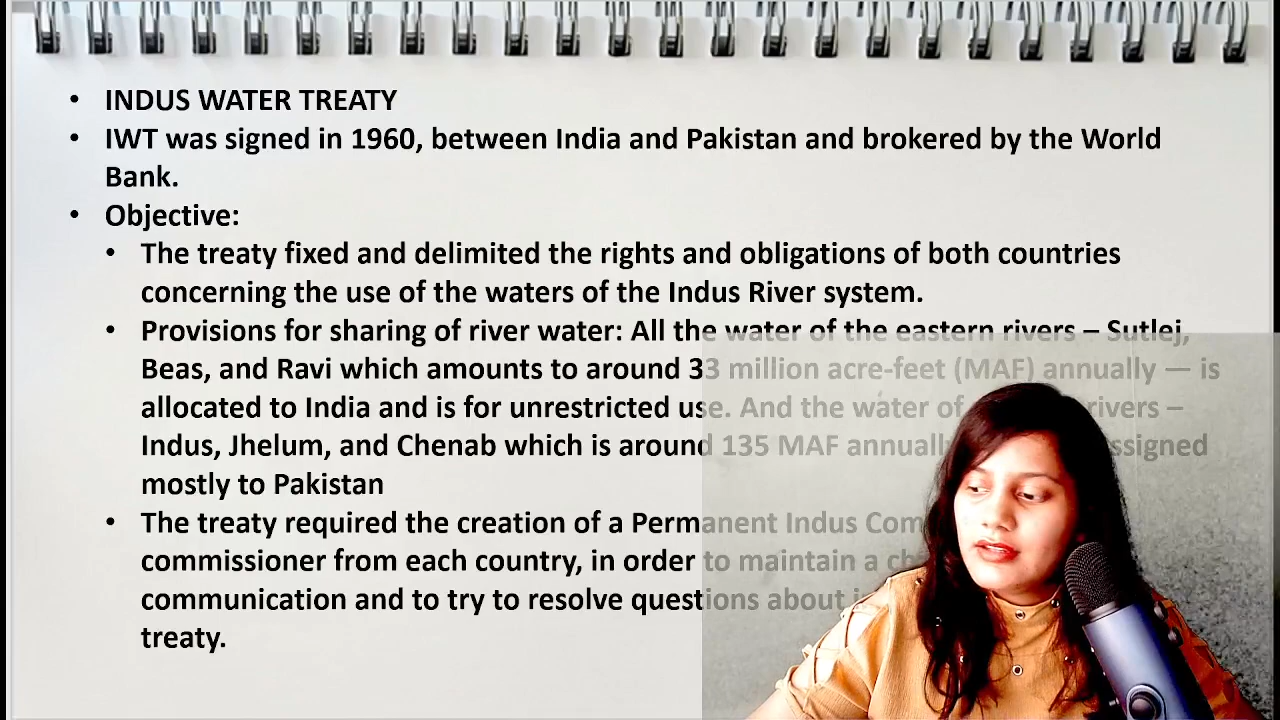 • INDUS WATER TREATY
• IWT was signed in 1960, between India and Pakistan and brokered by the World
Bank.
• Objective:
• The treaty fixed and delimited the rights and obligations of both countries
concerning the use of the waters of the Indus River system.
• Provisions for sharing of river water: All the water of the eastern rivers – Sutlej,
Beas, and Ravi which amounts to around 33 million acre-feet (MAF) annually — is
allocated to India and is for unrestricted use. And the water of rivers –
Indus, Jhelum, and Chenab which is around 135 MAF
mostly to Pakistan
• The treaty required the creation of a Permanent Indus
commissioner from each country, in order to maintain a
communication and to try to resolve questions about
treaty.